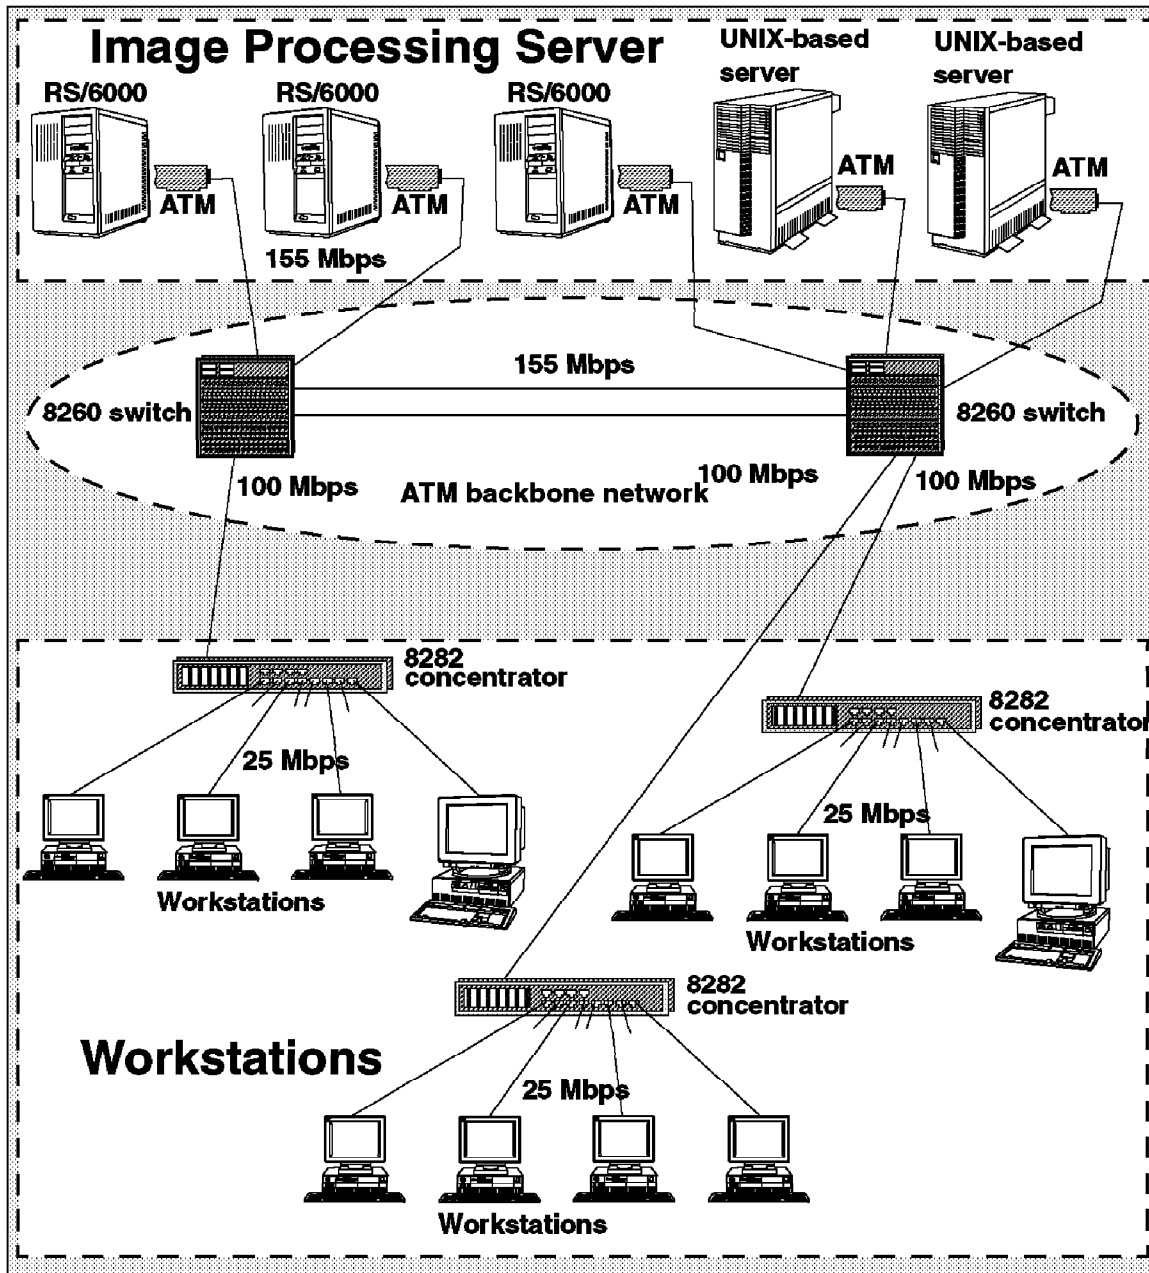 Image Processing Server
UNIX-based
server
UNIX-based
server
RS/6000
RS/6000
RS/6000
ATM
ATM
ATM
ATM
ATM
155 Mbps
155 Mbps
8260 switch
8260 switch
100 Mbps
ATM backbone network
100 Mbps
100 Mbps
8282
concentrator
8282
concentrator
25 Mbps
25 Mbps
Workstations
Workstations
8282
concentrator
Workstations
25 Mbps
Workstations